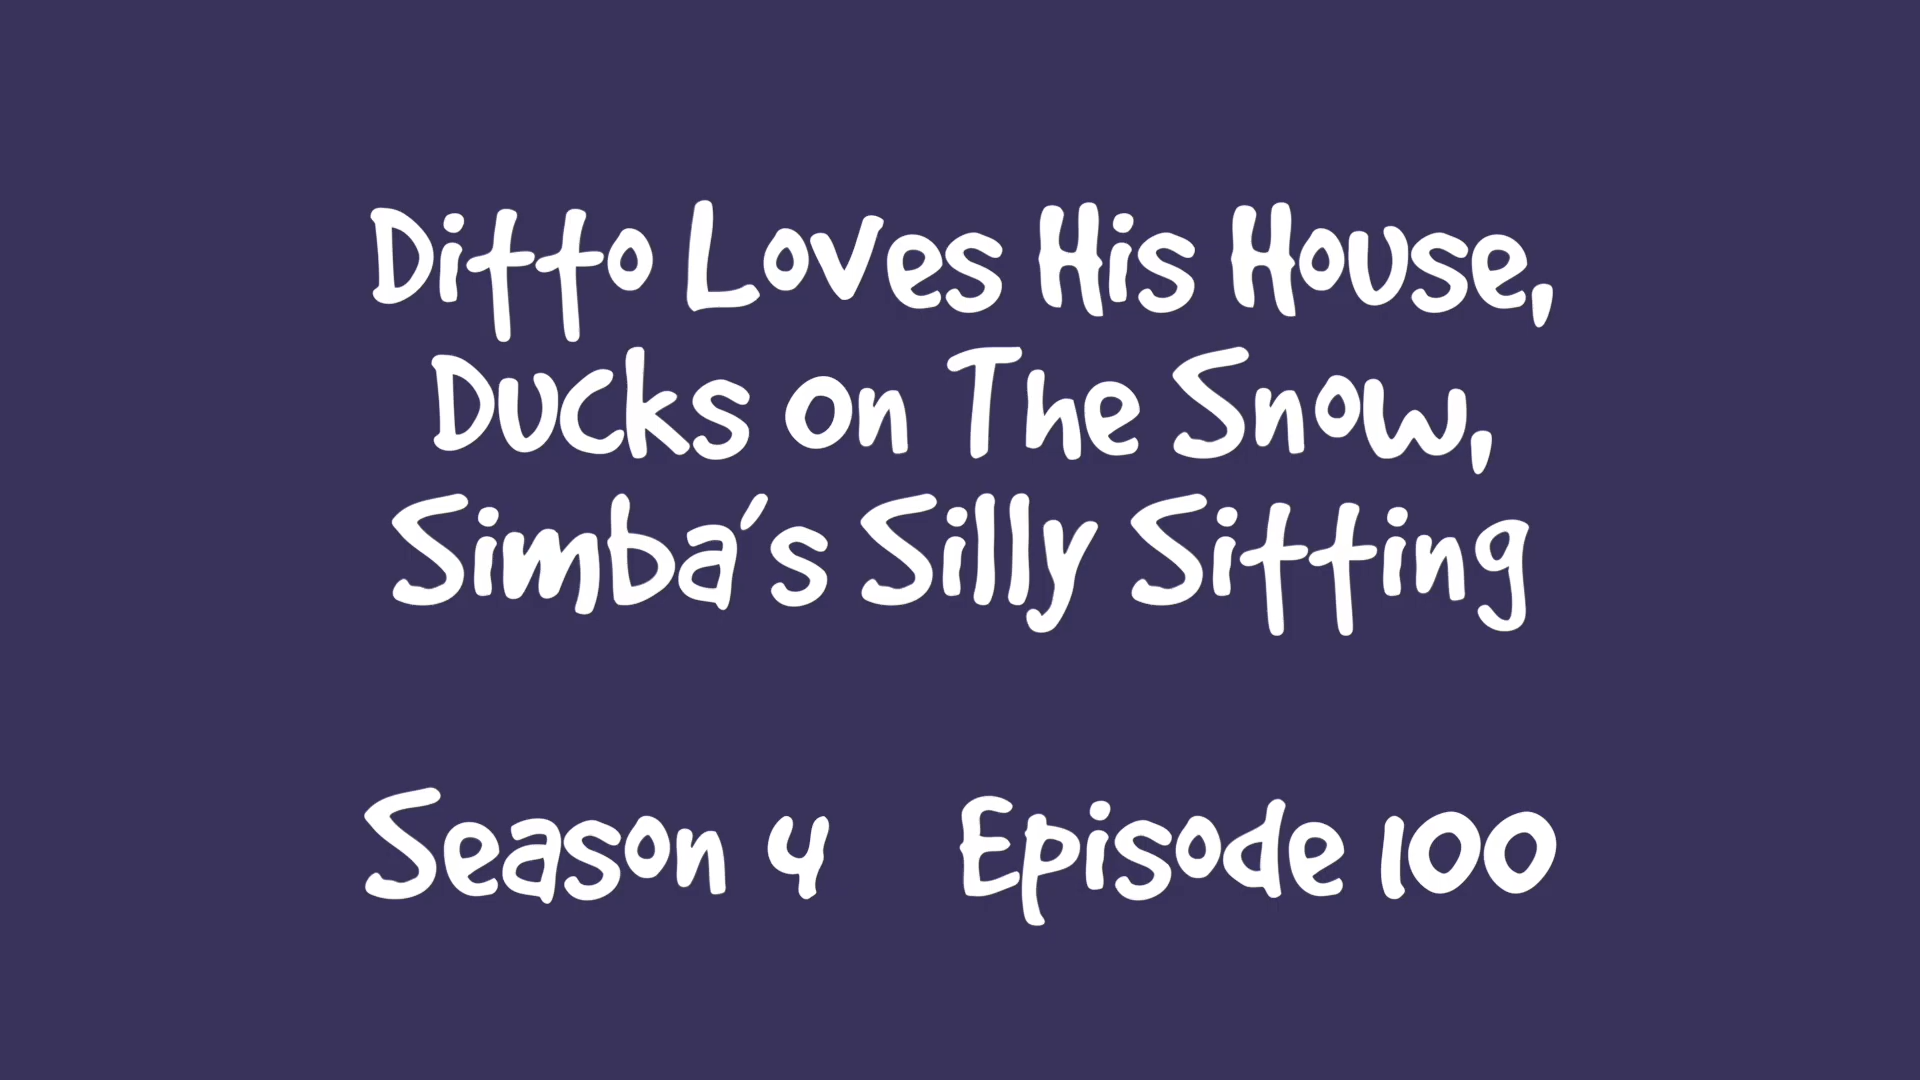 Ditto Loves His House,
Ducks on The Snow,
Simba's Silly Sitting
Season 4 Episode 100